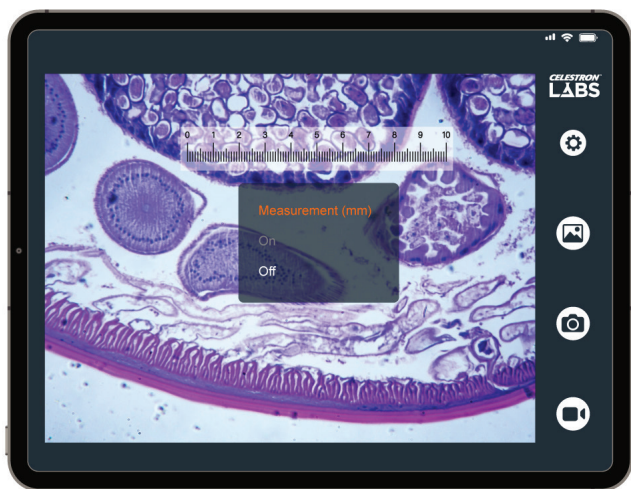 CELESTRON
LABS
0 1 2 3 4 5 6 7 8 9 10
Measurement (mm)
On
Off